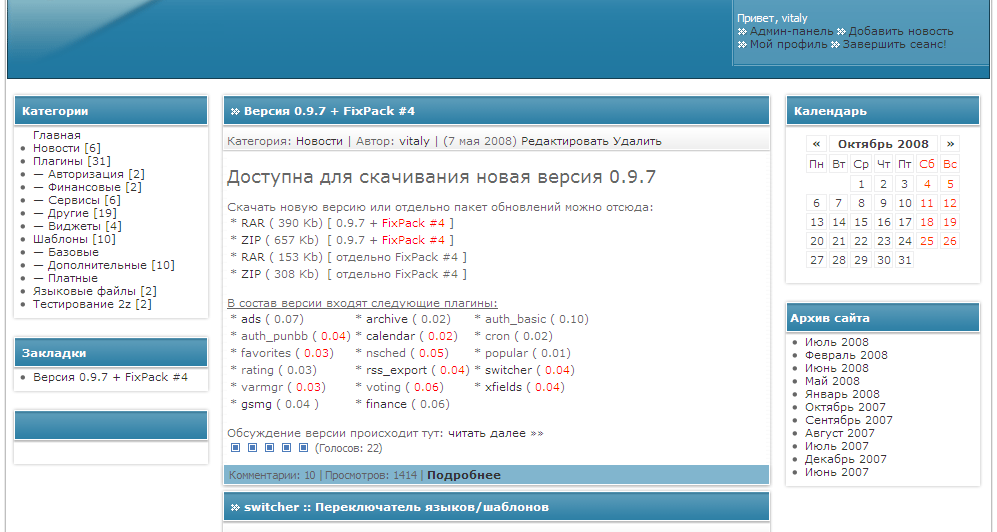 Привет, vitaly
Админ-панель Добавить новость
Мой профиль Завершить сеанс!
Категории
Главная
Новости [6]
Плагины [31]
— Авторизация [2]
— Финансовые [2]
— Сервисы [6]
— Другие [19]
— Виджеты [4]
Шаблоны [10]
— Базовые
— Дополнительные [10]
— Платные
Языковые файлы [2]
Тестирование 2z [2]
Закладки
Версия 0.9.7 + FixPack #4
Версия 0.9.7 + FixPack #4
Категория: Новости | Автор: vitaly | (7 мая 2008) Редактировать Удалить
Доступна для скачивания новая версия 0.9.7
Скачать новую версию или отдельно пакет обновлений можно отсюда:
* RAR ( 390 Kb) [ 0.9.7 + FixPack #4 ]
* ZIP ( 657 Kb) [ 0.9.7 + FixPack #4 ]
* RAR ( 153 Kb) [ отдельно FixPack #4 ]
* ZIP ( 308 Kb) [ отдельно FixPack #4 ]
В состав версии входят следующие плагины:
* ads ( 0.07) * archive ( 0.02) * auth_basic ( 0.10)
* auth_punbb ( 0.04) * calendar ( 0.02) * cron ( 0.02)
* favorites ( 0.03) * nsched ( 0.05) * popular ( 0.01)
* rating ( 0.03) * rss_export ( 0.04) * switcher ( 0.04)
* varmgr ( 0.03) * voting ( 0.06) * xfields ( 0.04)
* gsmg ( 0.04 ) * finance ( 0.06)
Обсуждение версии происходит тут: читать далее »»
(Голосов: 22)
Комментарии: 10 | Просмотров: 1414 | Подробнее
switcher :: Переключатель языков/шаблонов
Календарь
« Октябрь 2008 »
Пн Вт Ср Чт Пт Сб Вс
1 2 3 4 5
6 7 8 9 10 11 12
13 14 15 16 17 18 19
20 21 22 23 24 25 26
27 28 29 30 31
Архив сайта
Июль 2008
Февраль 2008
Июнь 2008
Май 2008
Январь 2008
Октябрь 2007
Сентябрь 2007
Август 2007
Июль 2007
Декабрь 2007
Июнь 2007